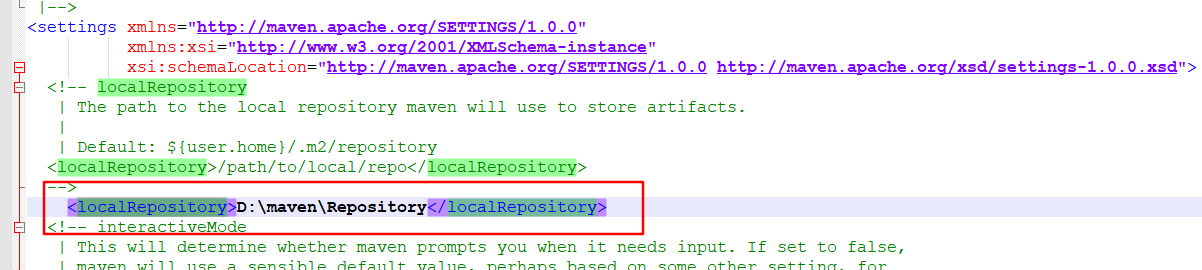 |-->
<settings xmlns="http://maven.apache.org/SETTINGS/1.0.0"
xmlns:xsi="http://www.w3.org/2001/XMLSchema-instance"
xsi:schemaLocation="http://maven.apache.org/SETTINGS/1.0.0 http://maven.apache.org/xsd/settings-1.0.0.xsd">
<!-- localRepository
| The path to the local repository maven will use to store artifacts.
|
| Default: ${user.home}/.m2/repository
<localRepository>/path/to/local/repo</localRepository>
-->
<localRepository>D:\maven\Repository</localRepository>
<!-- interactiveMode
| This will determine whether maven prompts you when it needs input. If set to false,
| maven will use a sensible default value, perhaps based on some other setting, for